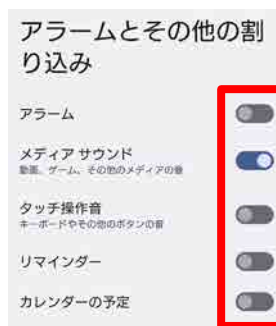 アラームとその他の割
り込み
アラーム
メディア サウンド
動画、ゲーム、その他のメディアの音
タッチ操作音
キーボードやその他のボタンの音
リマインダー
カレンダーの予定